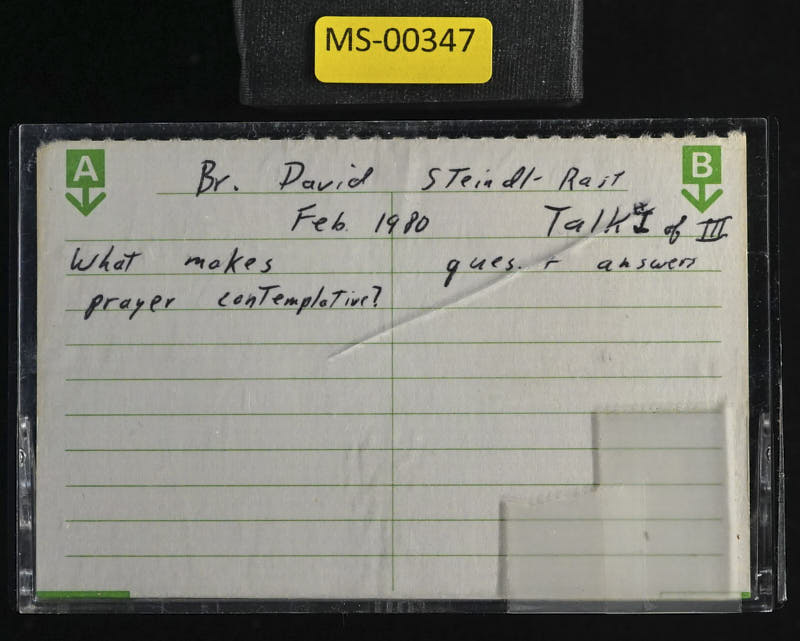 MS-00347
A B
Br. David Steindl-Rast
Feb. 1980 Talk I of III
What makes ques. + answers
prayer contemplative?